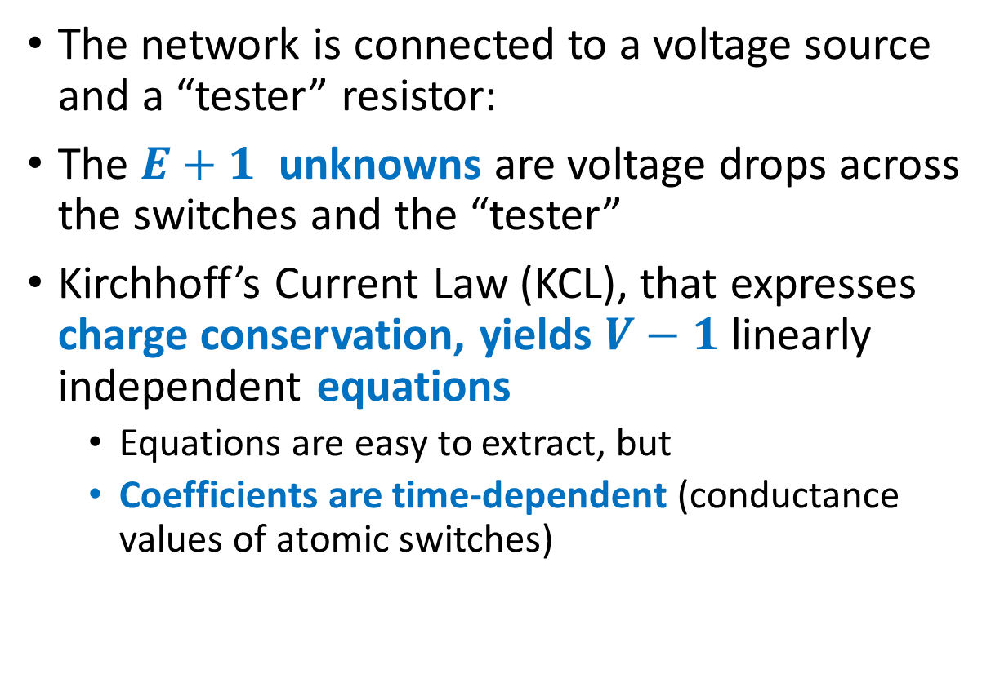 • The network is connected to a voltage source
and a “tester” resistor:
• The E + 1 unknowns are voltage drops across
the switches and the “tester”
• Kirchhoff’s Current Law (KCL), that expresses
charge conservation, yields V − 1 linearly
independent equations
• Equations are easy to extract, but
• Coefficients are time-dependent (conductance
values of atomic switches)